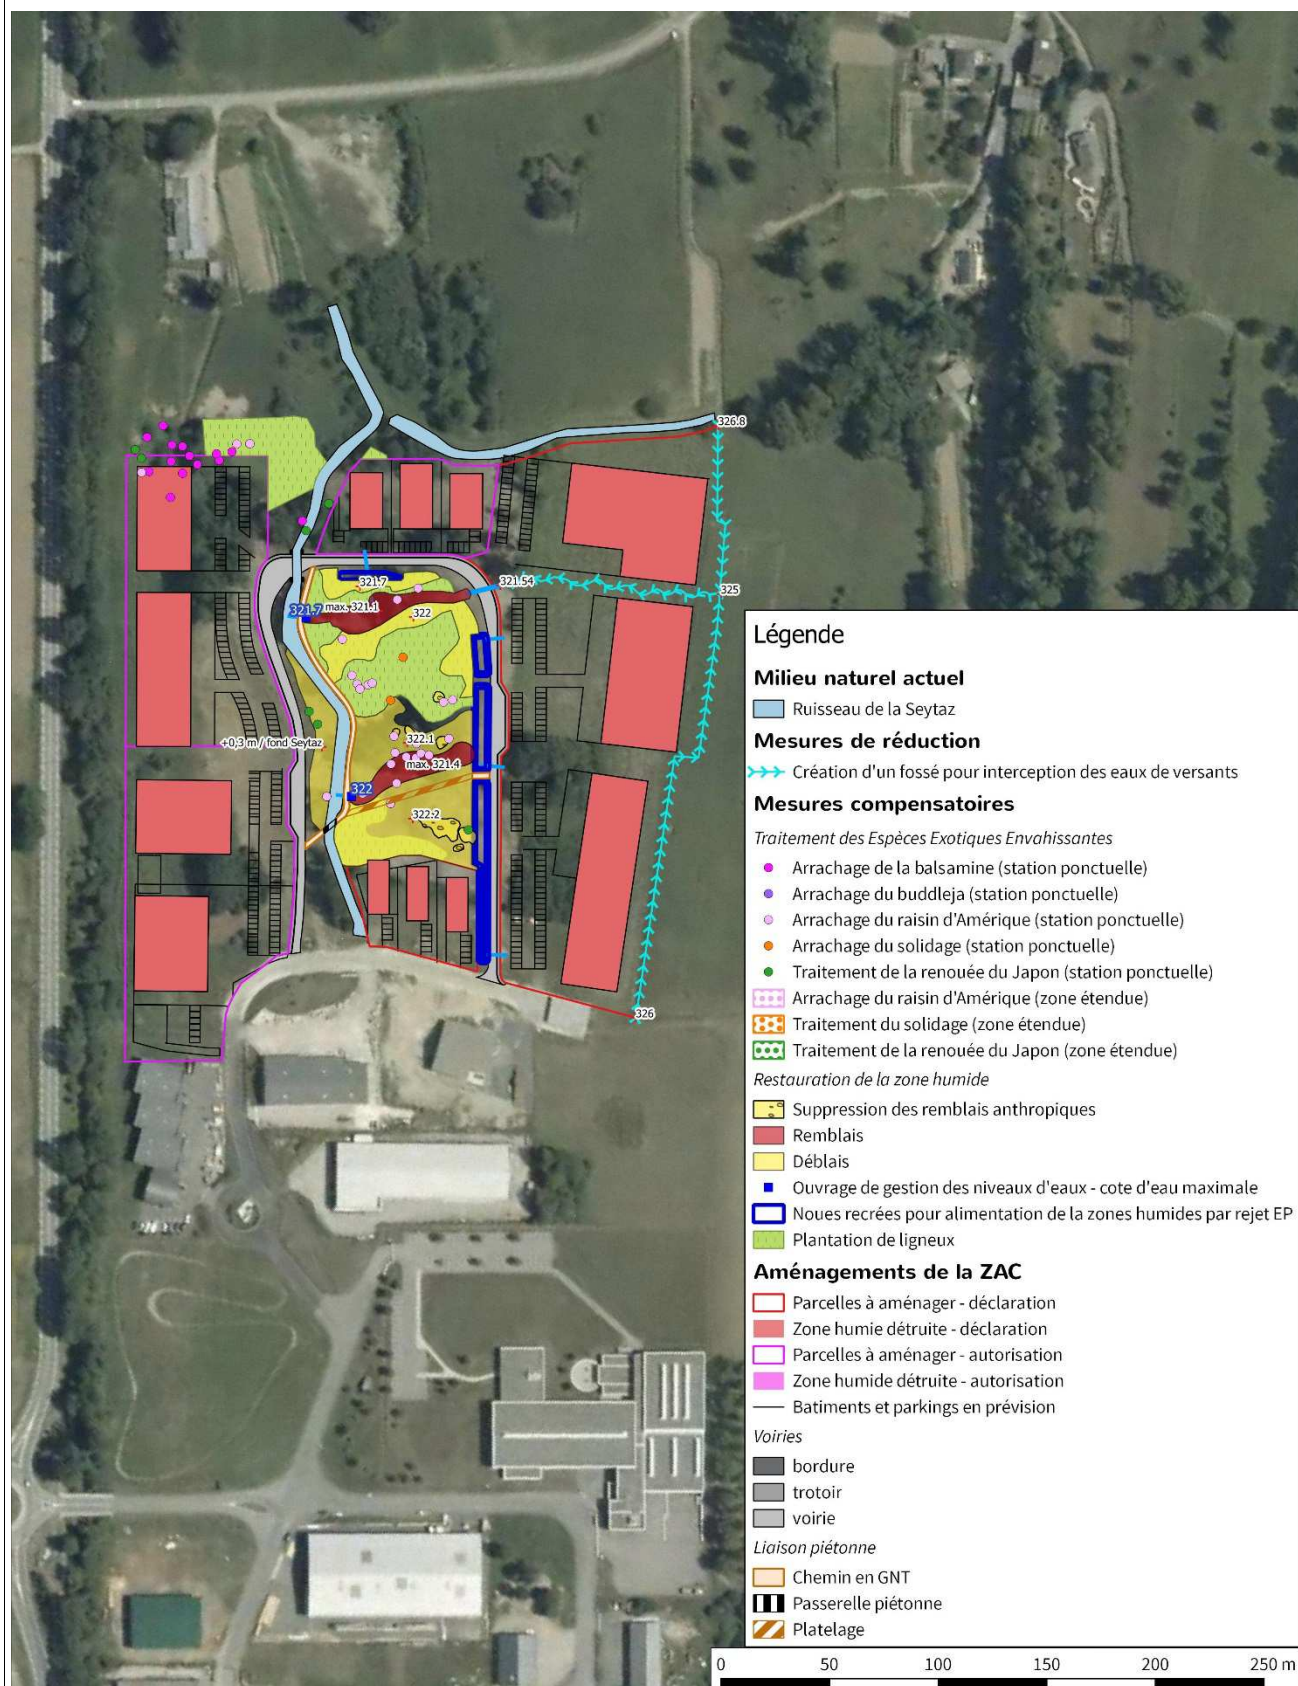 326.8
321.7
321.54
325
321.7
max. 321.1
322
+0,3 m / fond Seytaz
322.1
max. 321.4
322
322.2
326
Légende
Milieu naturel actuel
Ruisseau de la Seytaz
Mesures de réduction
Création d'un fossé pour interception des eaux de versants
Mesures compensatoires
Traitement des Espèces Exotiques Envahissantes
Arrachage de la balsamine (station ponctuelle)
Arrachage du buddleja (station ponctuelle)
Arrachage du raisin d'Amérique (station ponctuelle)
Arrachage du solidage (station ponctuelle)
Traitement de la renouée du Japon (station ponctuelle)
Arrachage du raisin d'Amérique (zone étendue)
Traitement du solidage (zone étendue)
Traitement de la renouée du Japon (zone étendue)
Restauration de la zone humide
Suppression des remblais anthropiques
Remblais
Déblais
Ouvrage de gestion des niveaux d'eaux - cote d'eau maximale
Noues recrées pour alimentation de la zones humides par rejet EP
Plantation de ligneux
Aménagements de la ZAC
Parcelles à aménager - déclaration
Zone humie détruite - déclaration
Parcelles à aménager - autorisation
Zone humide détruite - autorisation
Batiments et parkings en prévision
Voiries
bordure
trotoir
voirie
Liaison piétonne
Chemin en GNT
Passerelle piétonne
Platelage
0 50 100 150 200 250 m